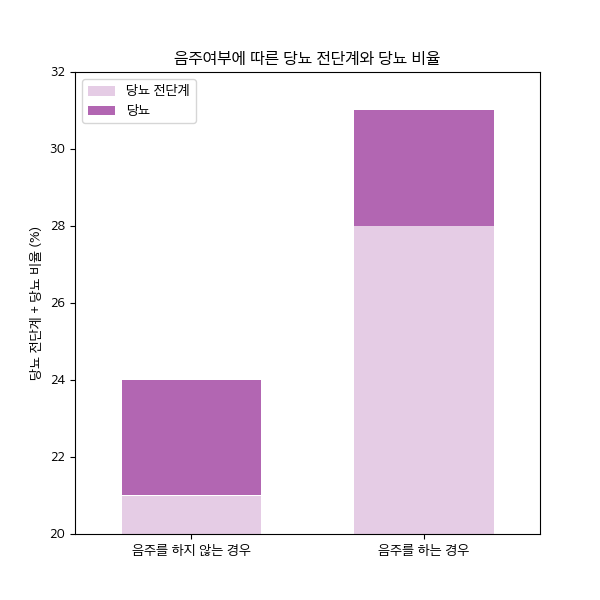 음주여부에 따른 당뇨 전단계와 당뇨 비율
당뇨 전단계
당뇨
당뇨 전단계 + 당뇨 비율 (%)
32
30
28
26
24
22
20
음주를 하지 않는 경우
음주를 하는 경우